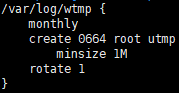 /var/log/wtmp {
    monthly
    create 0664 root utmp
        minsize 1M
    rotate 1
}